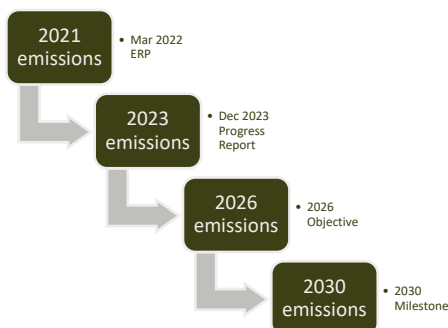 2021
emissions
• Mar 2022
ERP
2023
emissions
• Dec 2023
Progress
Report
2026
emissions
• 2026
Objective
2030
emissions
• 2030
Milestone